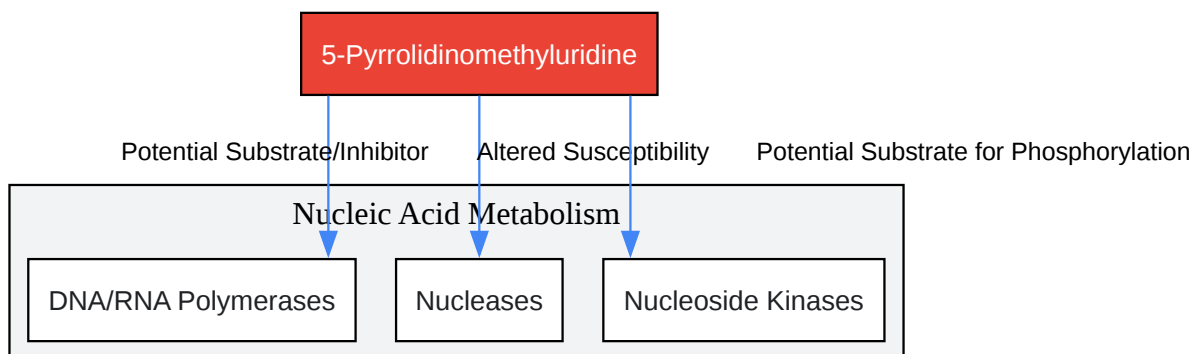 5-Pyrrolidinomethyluridine
Potential Substrate/Inhibitor
Altered Susceptibility
Potential Substrate for Phosphorylation
Nucleic Acid Metabolism
DNA/RNA Polymerases
Nucleases
Nucleoside Kinases